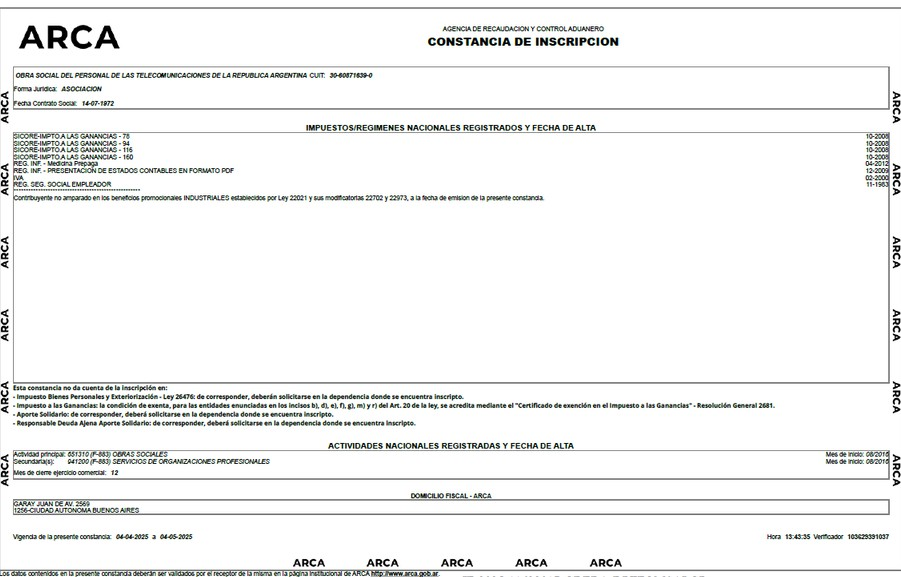 ARCA
AGENCIA DE RECAUDACION Y CONTROL ADUANERO
CONSTANCIA DE INSCRIPCION
OBRA SOCIAL DEL PERSONAL DE LAS TELECOMUNICACIONES DE LA REPUBLICA ARGENTINA CUIT: 30-60871639-0
Forma Jurídica: ASOCIACION
Fecha Contrato Social: 14-07-1972
IMPUESTOS/REGIMENES NACIONALES REGISTRADOS Y FECHA DE ALTA
SICORE-IMPTO.A LAS GANANCIAS - 78 10-2008
SICORE-IMPTO.A LAS GANANCIAS - 94 10-2008
SICORE-IMPTO.A LAS GANANCIAS - 116 10-2008
SICORE-IMPTO.A LAS GANANCIAS - 160 10-2008
REG. INF. - Medicina Prepaga 04-2012
REG. INF. - PRESENTACION DE ESTADOS CONTABLES EN FORMATO PDF 12-2009
IVA 02-2000
REG. SEG. SOCIAL EMPLEADOR 11-1983
Contribuyente no amparado en los beneficios promocionales INDUSTRIALES establecidos por Ley 22021 y sus modificatorias 22702 y 22973, a la fecha de emision de la presente constancia.
Esta constancia no da cuenta de la inscripción en:
- Impuesto Bienes Personales y Exteriorización - Ley 26476: de corresponder, deberán solicitarse en la dependencia donde se encuentra inscripto.
- Impuesto a las Ganancias: la condición de exenta, para las entidades enunciadas en los incisos b), d), e), f), g), m) y r) del Art. 20 de la ley, se acredita mediante el "Certificado de exención en el Impuesto a las Ganancias" - Resolución General 2681.
- Aporte Solidario: de corresponder, deberá solicitarse en la dependencia donde se encuentra inscripto.
- Responsable Deuda Ajena Aporte Solidario: de corresponder, deberá solicitarse en la dependencia donde se encuentra inscripto.
ACTIVIDADES NACIONALES REGISTRADAS Y FECHA DE ALTA
Actividad principal: 651310 (F-883) OBRAS SOCIALES Mes de inicio: 08/2016
Secundaria(s): 941200 (F-883) SERVICIOS DE ORGANIZACIONES PROFESIONALES Mes de inicio: 08/2016
Mes de cierre ejercicio comercial: 12
DOMICILIO FISCAL - ARCA
GARAY JUAN DE AV. 2569
1256-CIUDAD AUTONOMA BUENOS AIRES
Vigencia de la presente constancia: 04-04-2025 a 04-05-2025 Hora 13:43:35 Verificador 103629391037
ARCA ARCA ARCA ARCA ARCA
ARCA ARCA ARCA ARCA ARCA ARCA
ARCA ARCA ARCA ARCA ARCA ARCA
Los datos contenidos en la presente constancia deberán ser validados por el receptor de la misma en la página institucional de ARCA http://www.arca.gob.ar.